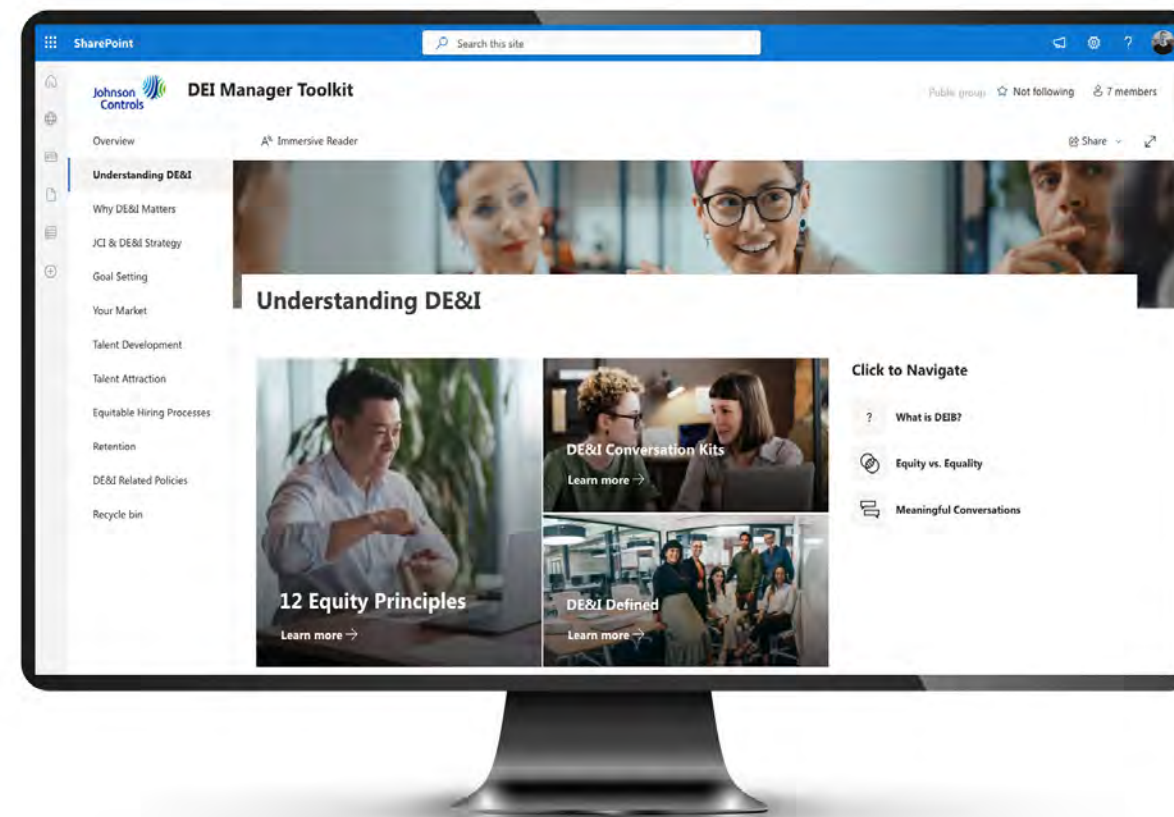 SharePoint
Search this site
?
Johnson
Controls
DEI Manager Toolkit
Public group
Not following
7 members
Overview
Immersive Reader
Share
Understanding DE&I
Why DE&I Matters
JCI & DE&I Strategy
Goal Setting
Your Market
Talent Development
Talent Attraction
Equitable Hiring Processes
Retention
DE&I Related Policies
Recycle bin
Understanding DE&I
12 Equity Principles
Learn more →
DE&I Conversation Kits
Learn more →
DE&I Defined
Learn more →
Click to Navigate
? What is DEIB?
Equity vs. Equality
Meaningful Conversations